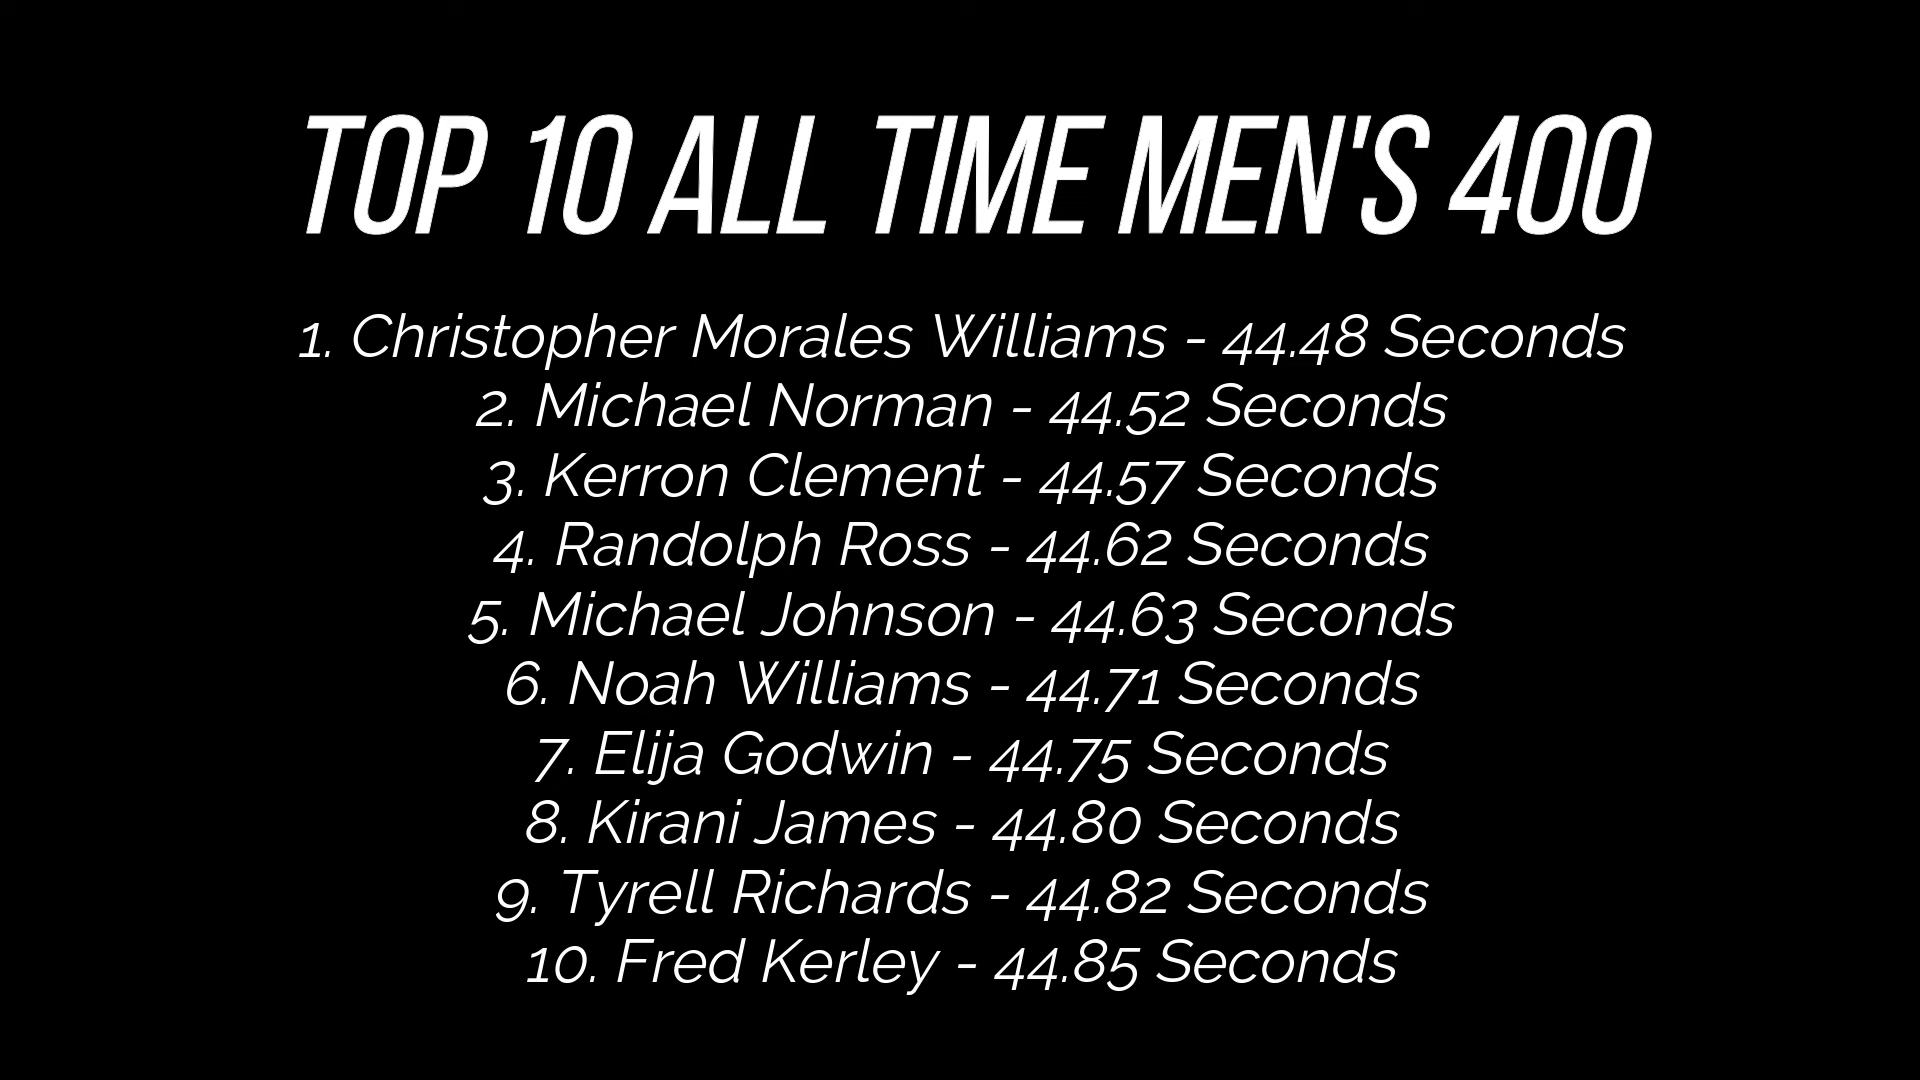 TOP 10 ALL TIME MEN'S 400
1. Christopher Morales Williams - 44.48 Seconds
2. Michael Norman - 44.52 Seconds
3. Kerron Clement - 44.57 Seconds
4. Randolph Ross - 44.62 Seconds
5. Michael Johnson - 44.63 Seconds
6. Noah Williams - 44.71 Seconds
7. Elija Godwin - 44.75 Seconds
8. Kirani James - 44.80 Seconds
9. Tyrell Richards - 44.82 Seconds
10. Fred Kerley - 44.85 Seconds